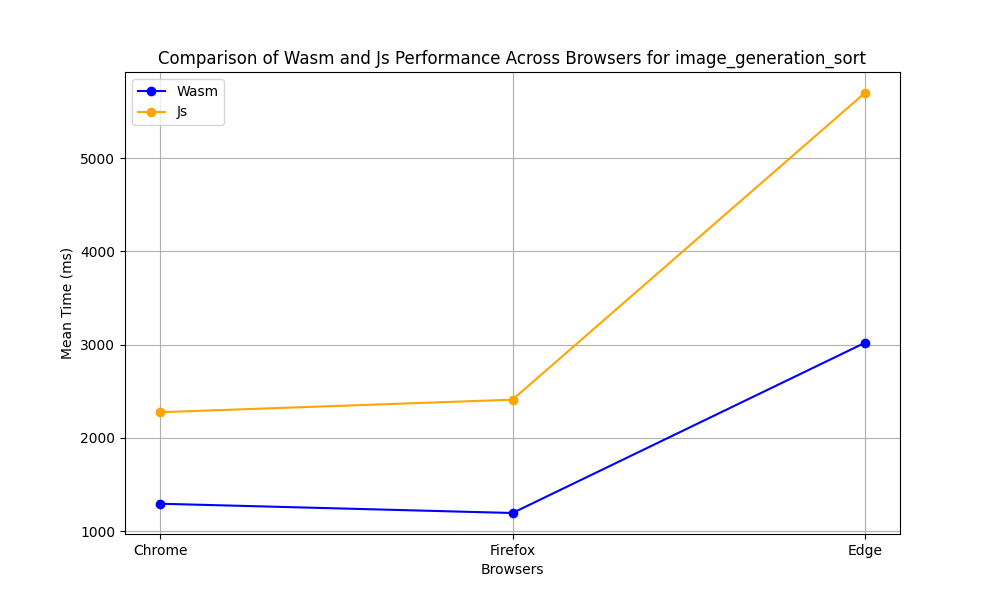 Comparison of Wasm and Js Performance Across Browsers for image_generation_sort
Wasm
Js
5000
4000
3000
2000
1000
Mean Time (ms)
Chrome
Firefox
Edge
Browsers